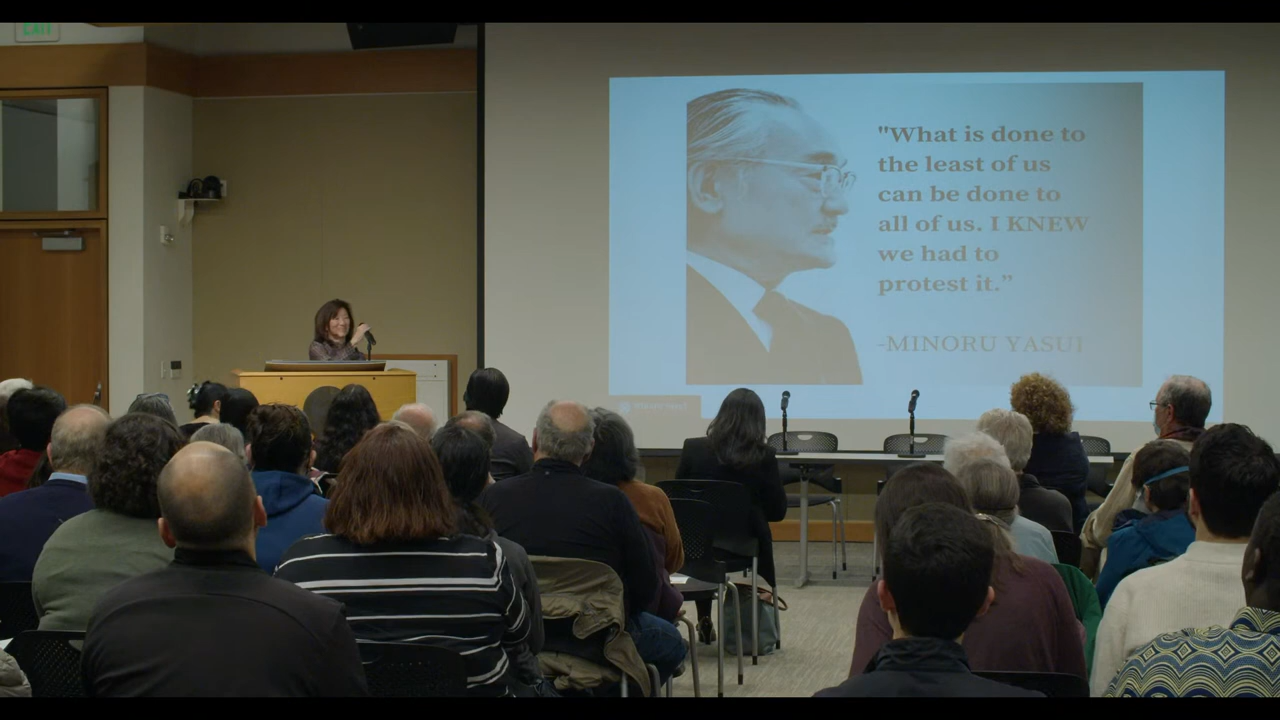 EXIT
"What is done to
the least of us
can be done to
all of us. I KNEW
we had to
protest it.”
-MINORU YASUI